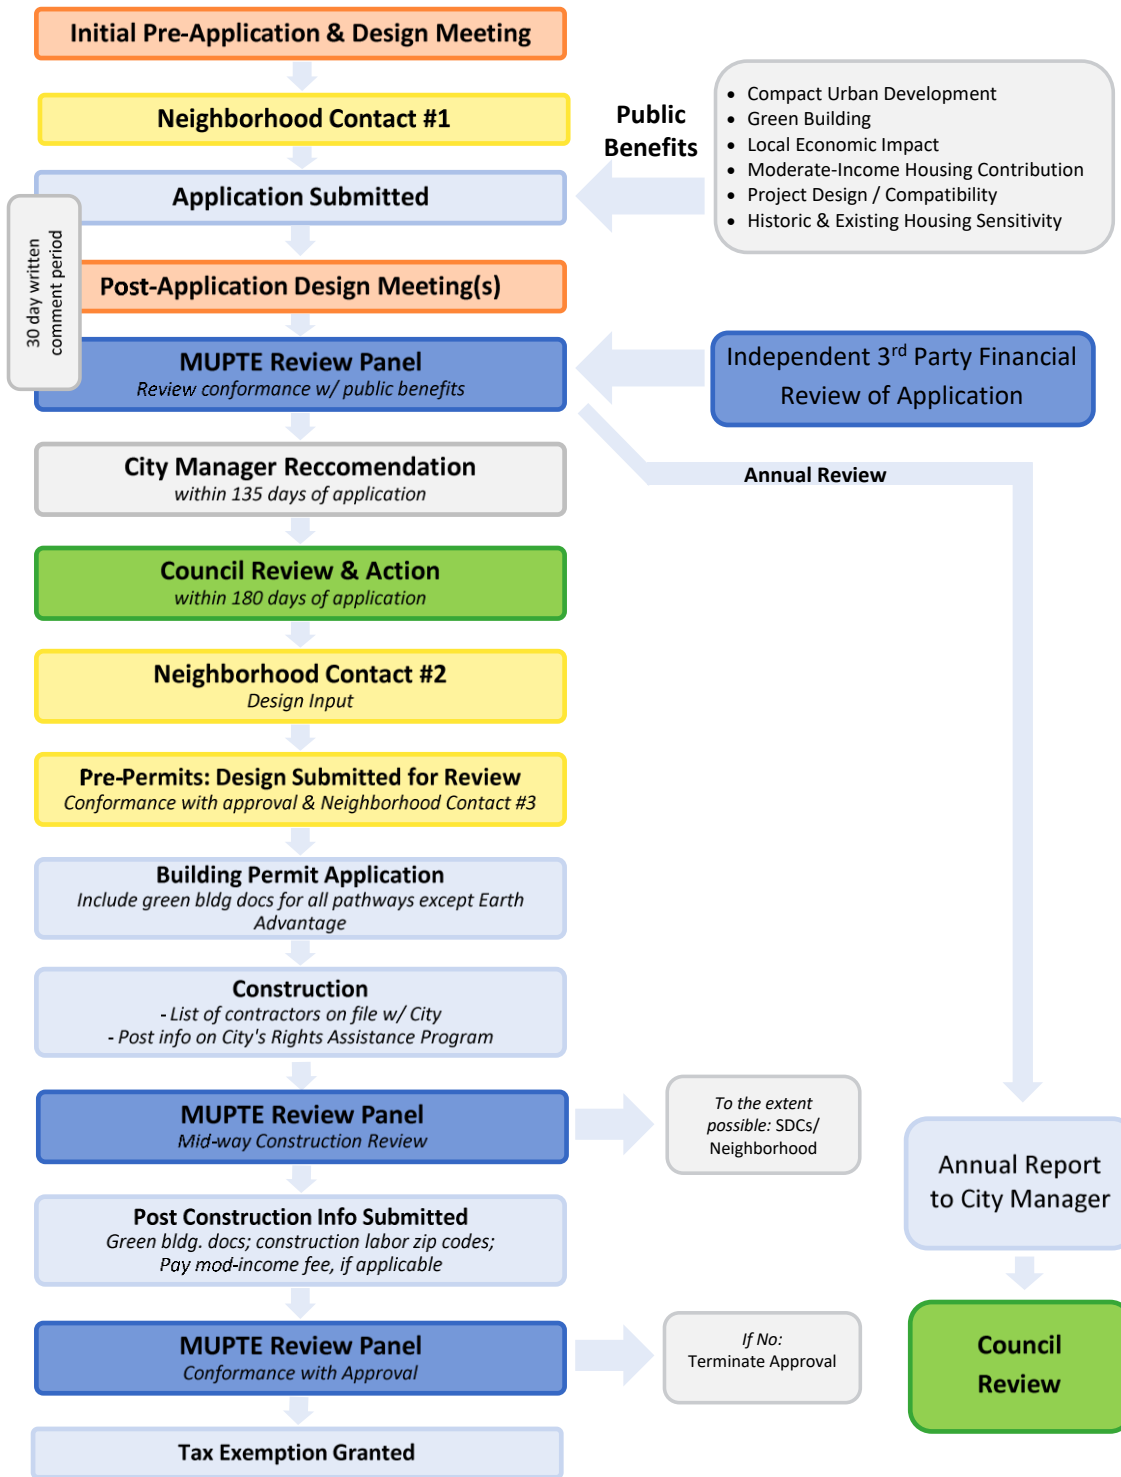 Initial Pre-Application & Design Meeting
Neighborhood Contact #1
Public
Benefits
• Compact Urban Development
• Green Building
• Local Economic Impact
• Moderate-Income Housing Contribution
• Project Design / Compatibility
• Historic & Existing Housing Sensitivity
Application Submitted
30 day written
comment period
Post-Application Design Meeting(s)
MUPTE Review Panel
Review conformance w/ public benefits
Independent 3rd Party Financial
Review of Application
City Manager Reccomendation
within 135 days of application
Annual Review
Council Review & Action
within 180 days of application
Neighborhood Contact #2
Design Input
Pre-Permits: Design Submitted for Review
Conformance with approval & Neighborhood Contact #3
Building Permit Application
Include green bldg docs for all pathways except Earth
Advantage
Construction
- List of contractors on file w/ City
- Post info on City's Rights Assistance Program
MUPTE Review Panel
Mid-way Construction Review
To the extent
possible: SDCs/
Neighborhood
Annual Report
to City Manager
Post Construction Info Submitted
Green bldg. docs; construction labor zip codes;
Pay mod-income fee, if applicable
MUPTE Review Panel
Conformance with Approval
If No:
Terminate Approval
Council
Review
Tax Exemption Granted